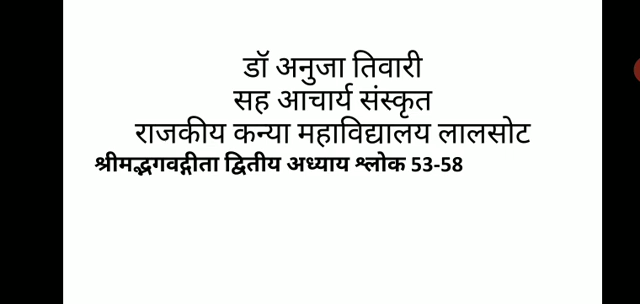 डॉ अनुजा तिवारी
सह आचार्य संस्कृत
राजकीय कन्या महाविद्यालय लालसोट
श्रीमद्भगवद्गीता द्वितीय अध्याय श्लोक 53-58